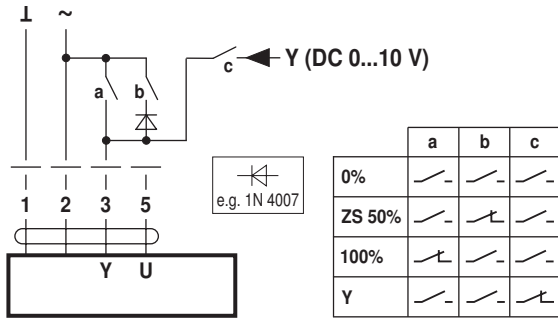 ⊥ ~
a b c Y (DC 0...10 V)
1 2 3 5
Y U
e.g. 1N 4007
a b c
0%
ZS 50%
100%
Y